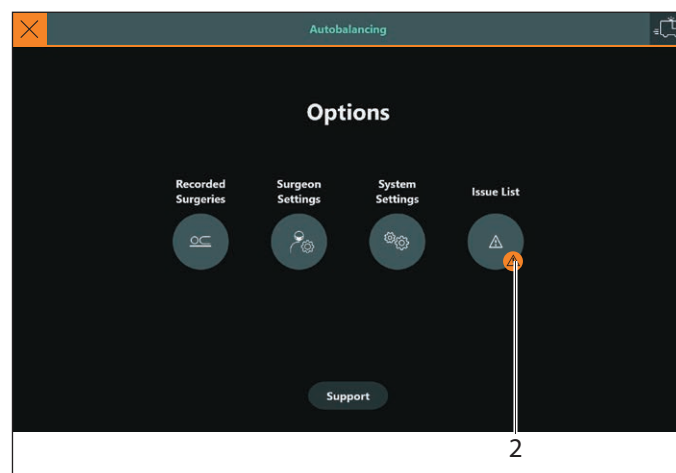 Autobalancing
Options
Recorded
Surgeries
Surgeon
Settings
System
Settings
Issue List
Support
2